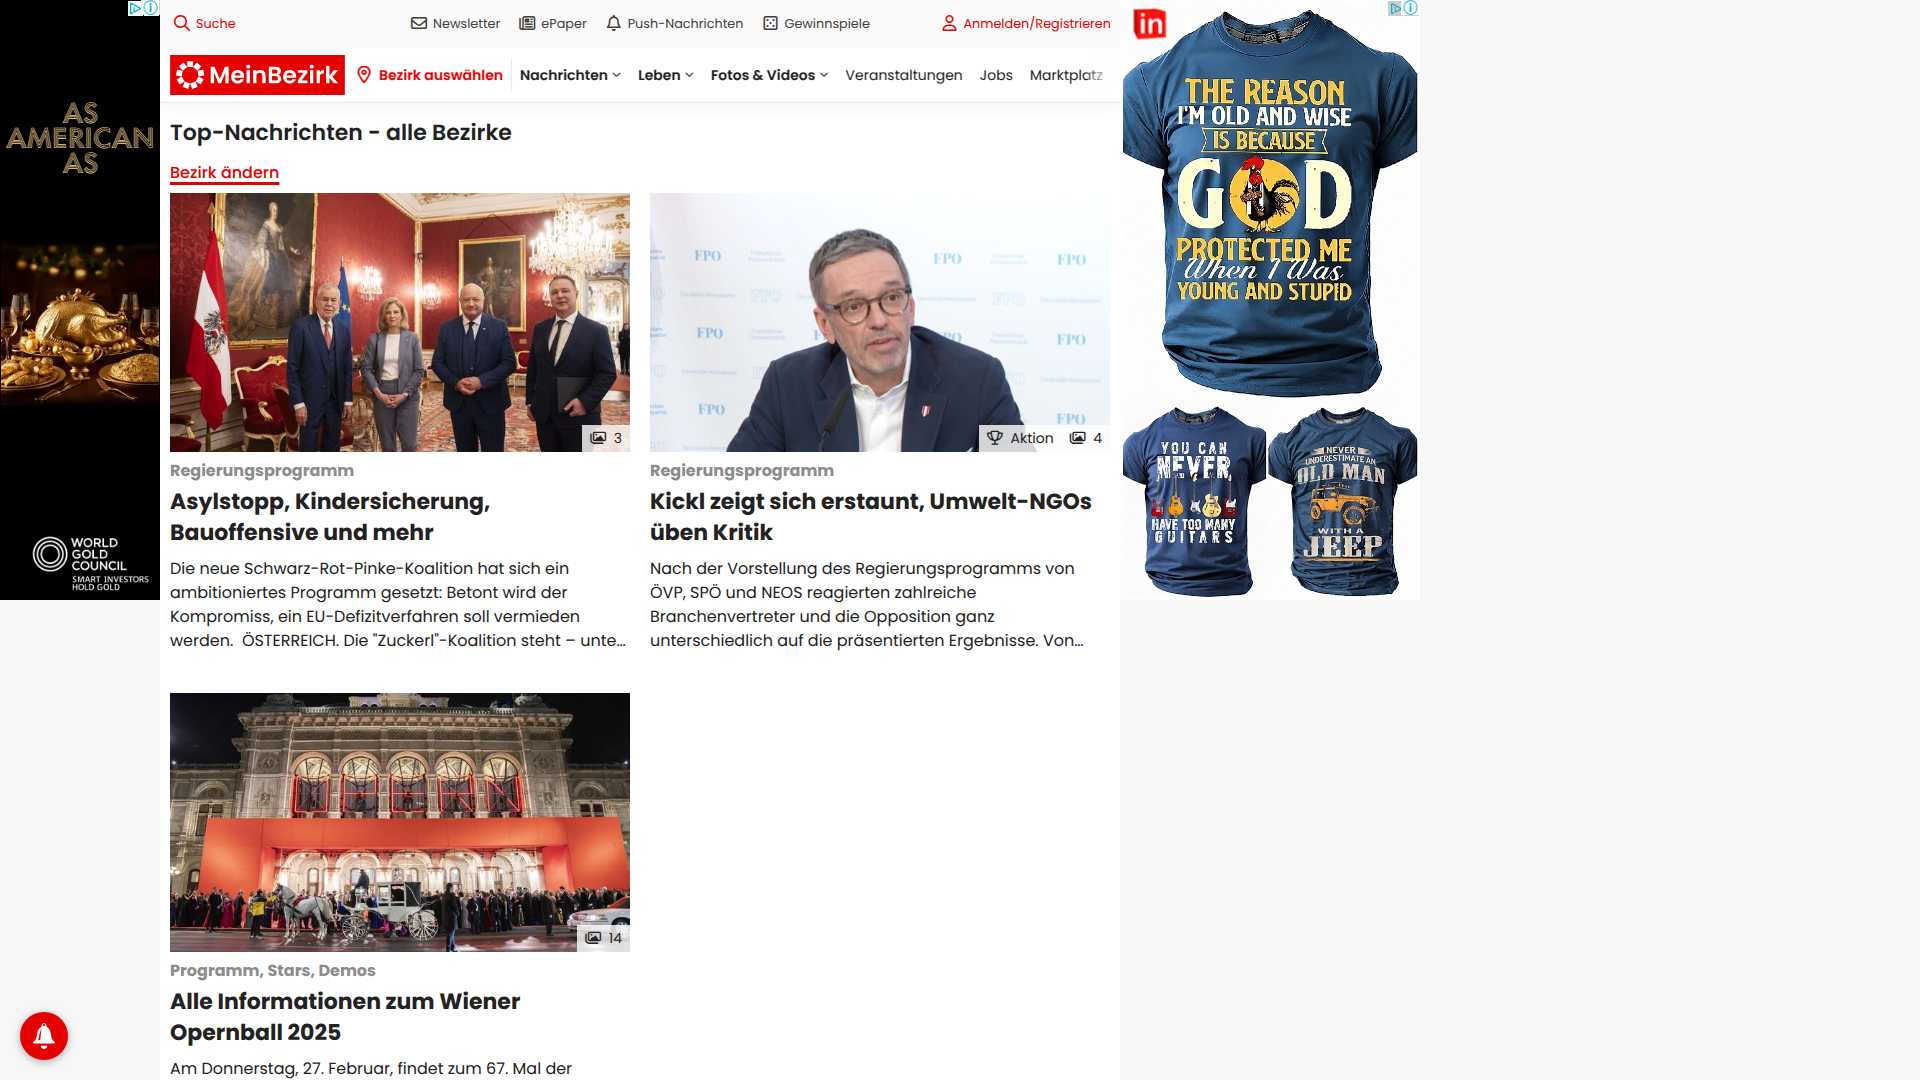 Suche
Newsletter
ePaper
Push-Nachrichten
Gewinnspiele
Anmelden/Registrieren
MeinBezirk
Bezirk auswählen
Nachrichten
Leben
Fotos & Videos
Veranstaltungen
Jobs
Marktplatz
AS
AMERICAN
AS
WORLD
GOLD
COUNCIL
SMART INVESTORS
HOLD GOLD
Top-Nachrichten - alle Bezirke
Bezirk ändern
3
Regierungsprogramm
Asylstopp, Kindersicherung,
Bauoffensive und mehr
Die neue Schwarz-Rot-Pinke-Koalition hat sich ein
ambitioniertes Programm gesetzt: Betont wird der
Kompromiss, ein EU-Defizitverfahren soll vermieden
werden. ÖSTERREICH. Die "Zuckerl"-Koalition steht – unte...
FPO
FPO
FPO
FPO
FPO
FPO
FPO
Aktion
4
Regierungsprogramm
Kickl zeigt sich erstaunt, Umwelt-NGOs
üben Kritik
Nach der Vorstellung des Regierungsprogramms von
ÖVP, SPÖ und NEOS reagierten zahlreiche
Branchenvertreter und die Opposition ganz
unterschiedlich auf die präsentierten Ergebnisse. Von...
14
Programm, Stars, Demos
Alle Informationen zum Wiener
Opernball 2025
Am Donnerstag, 27. Februar, findet zum 67. Mal der
in
THE REASON
I'M OLD AND WISE
IS BECAUSE
GOD
PROTECTED ME
When I Was
YOUNG AND STUPID
YOU CAN
NEVER
HAVE TOO MANY
GUITARS
NEVER
UNDERESTIMATE AN
OLD MAN
WITH A
JEEP